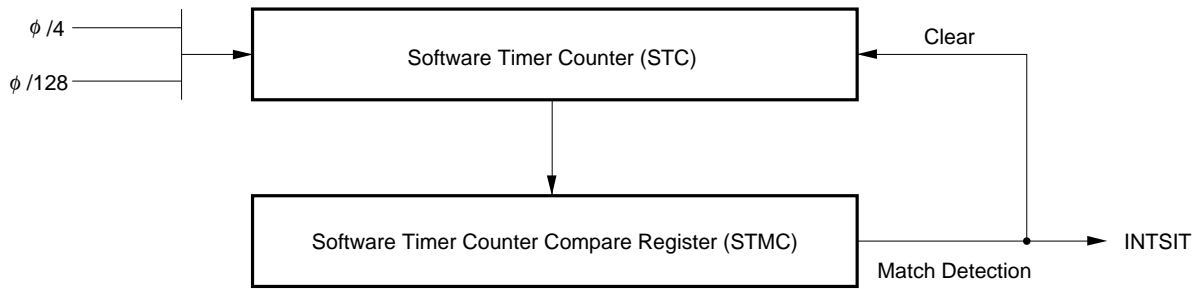 φ/4
Clear
Software Timer Counter (STC)
φ/128
Software Timer Counter Compare Register (STMC)
INTSIT
Match Detection